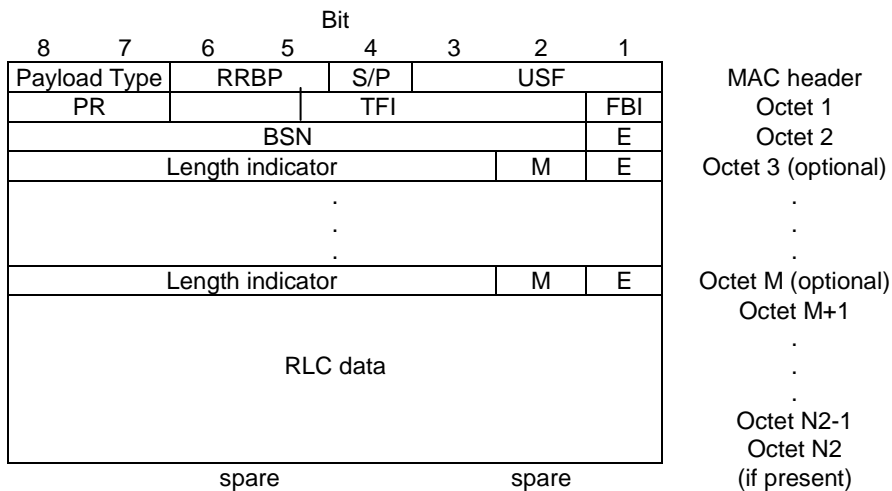 Bit
8 7 6 5 4 3 2 1
Payload Type RRBP S/P USF MAC header
PR TFI FBI Octet 1
BSN E Octet 2
Length indicator M E Octet 3 (optional)
. .
. .
. .
Length indicator M E Octet M (optional)
Octet M+1
.
RLC data .
.
Octet N2-1
Octet N2
spare spare (if present)